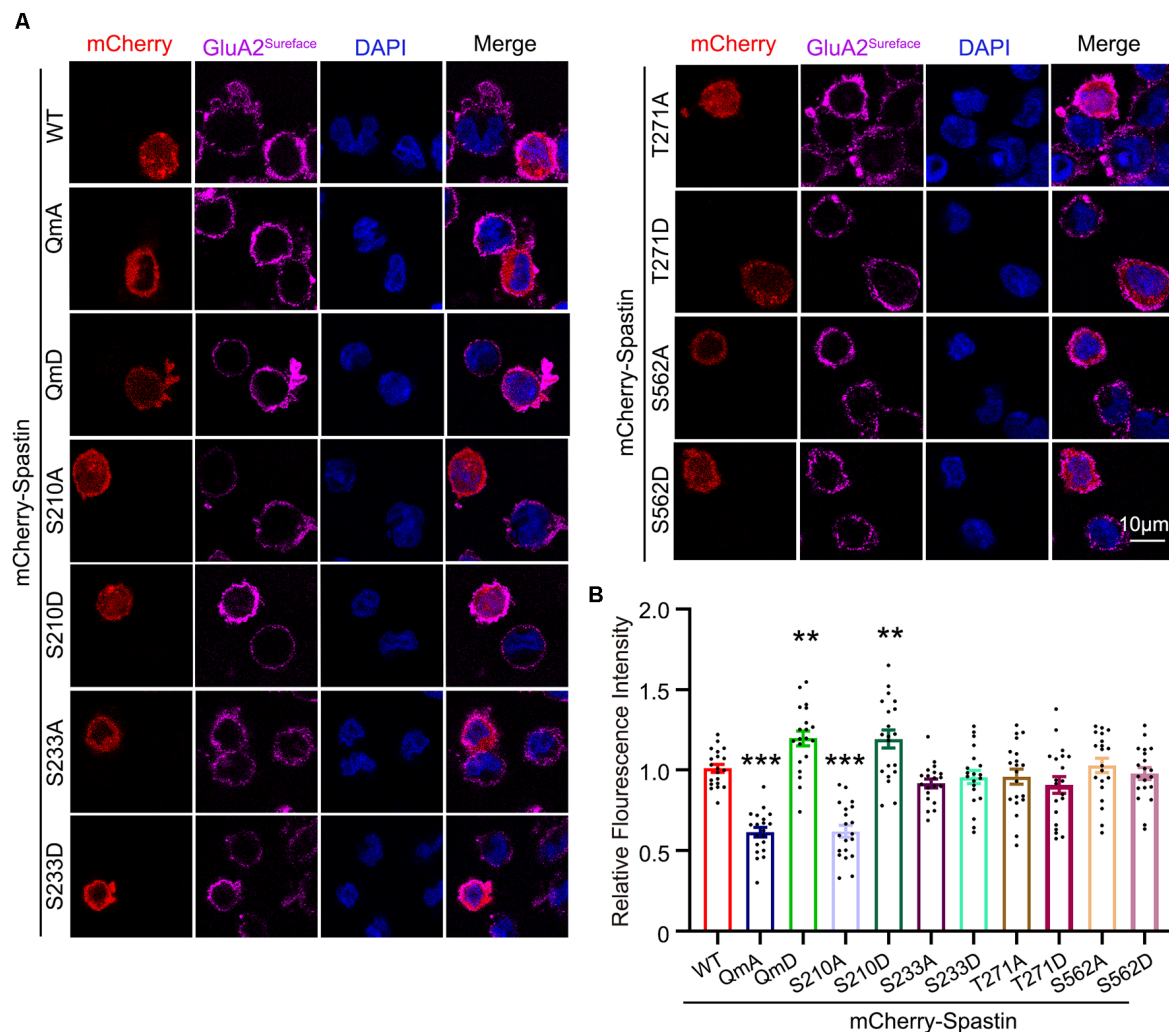 A
mCherry GluA2Sureface DAPI Merge
mCherry-Spastin
WT
QmA
QmD
S210A
S210D
S233A
S233D
mCherry GluA2Sureface DAPI Merge
mCherry-Spastin
T271A
T271D
S562A
S562D
10μm
B
Relative Flourescence Intensity
2.0
1.5
1.0
0.5
0
*** ** *** **
WT QmA QmD S210A S210D S233A S233D T271A T271D S562A S562D
mCherry-Spastin